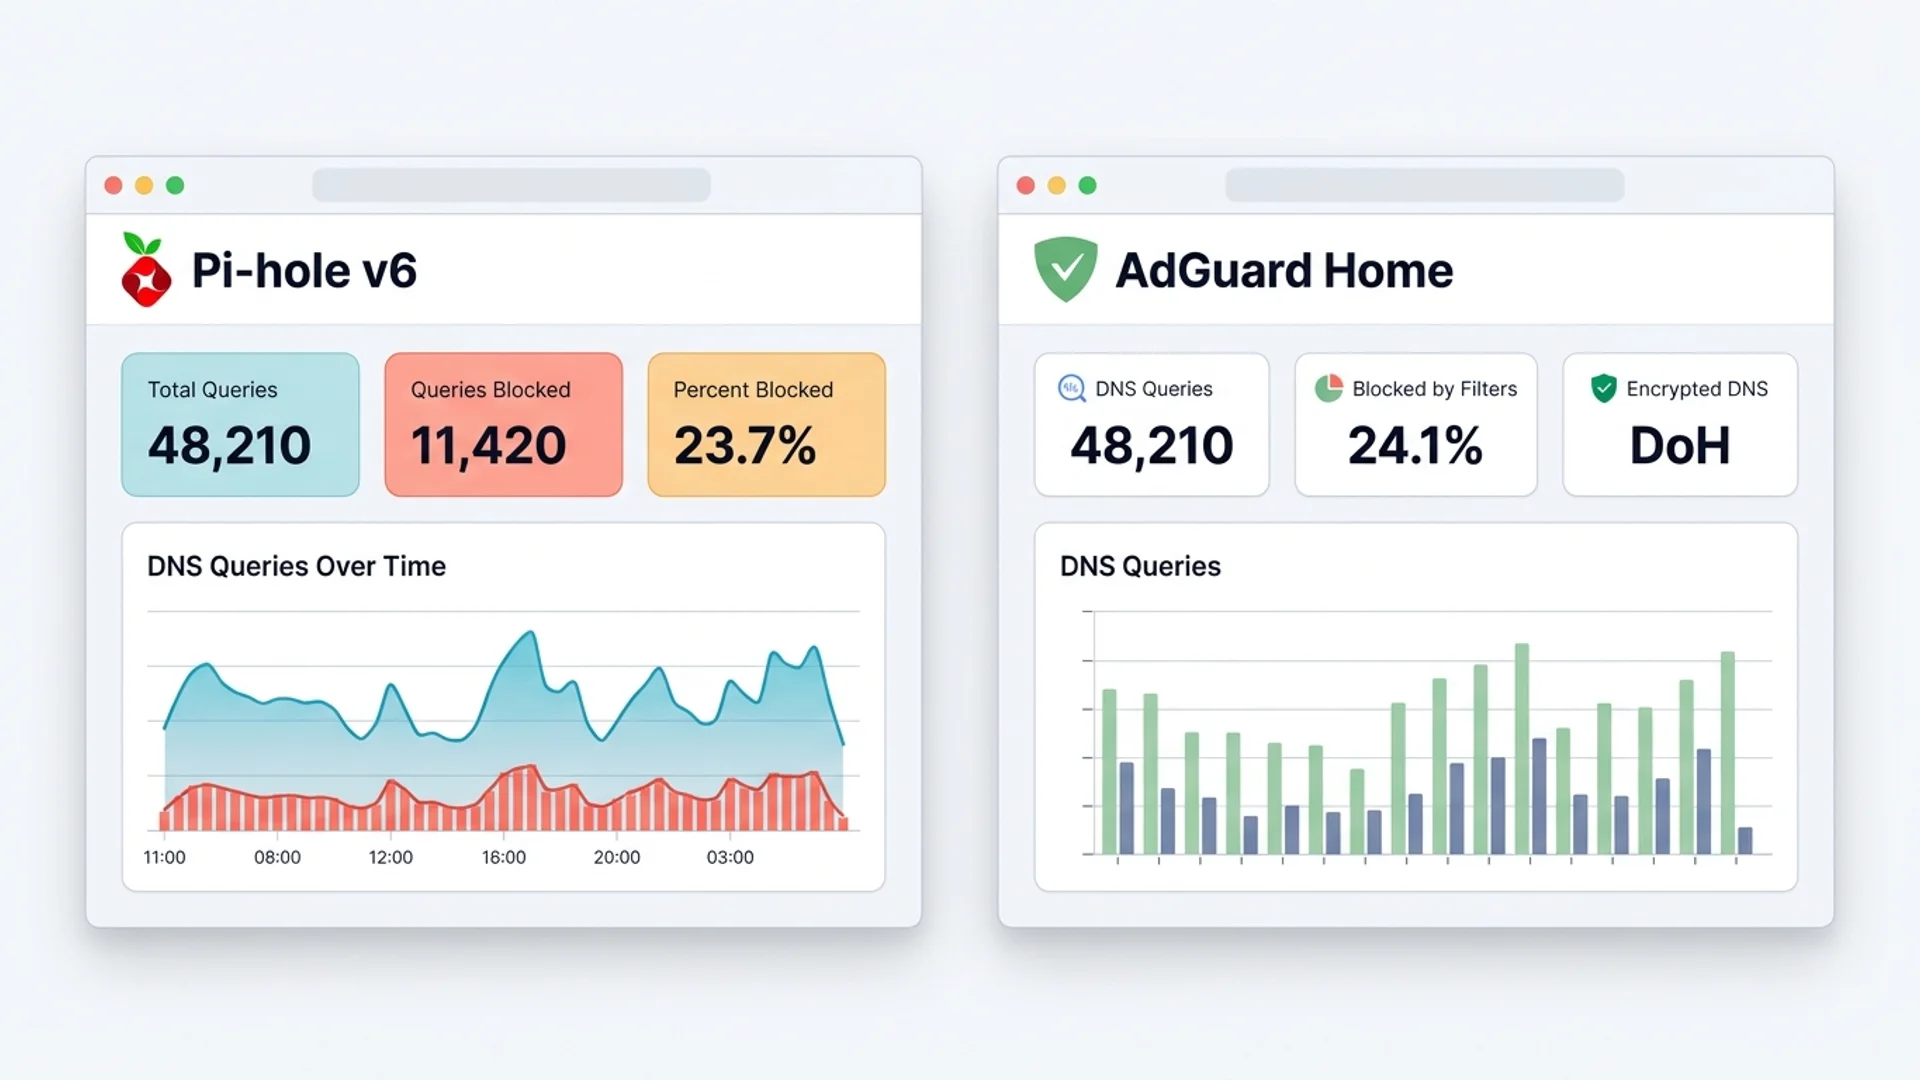 Pi-hole v6
Total Queries
48,210
Queries Blocked
11,420
Percent Blocked
23.7%
DNS Queries Over Time
11:00 08:00 12:00 16:00 20:00 03:00
AdGuard Home
DNS Queries
48,210
Blocked by Filters
24.1%
Encrypted DNS
DoH
DNS Queries